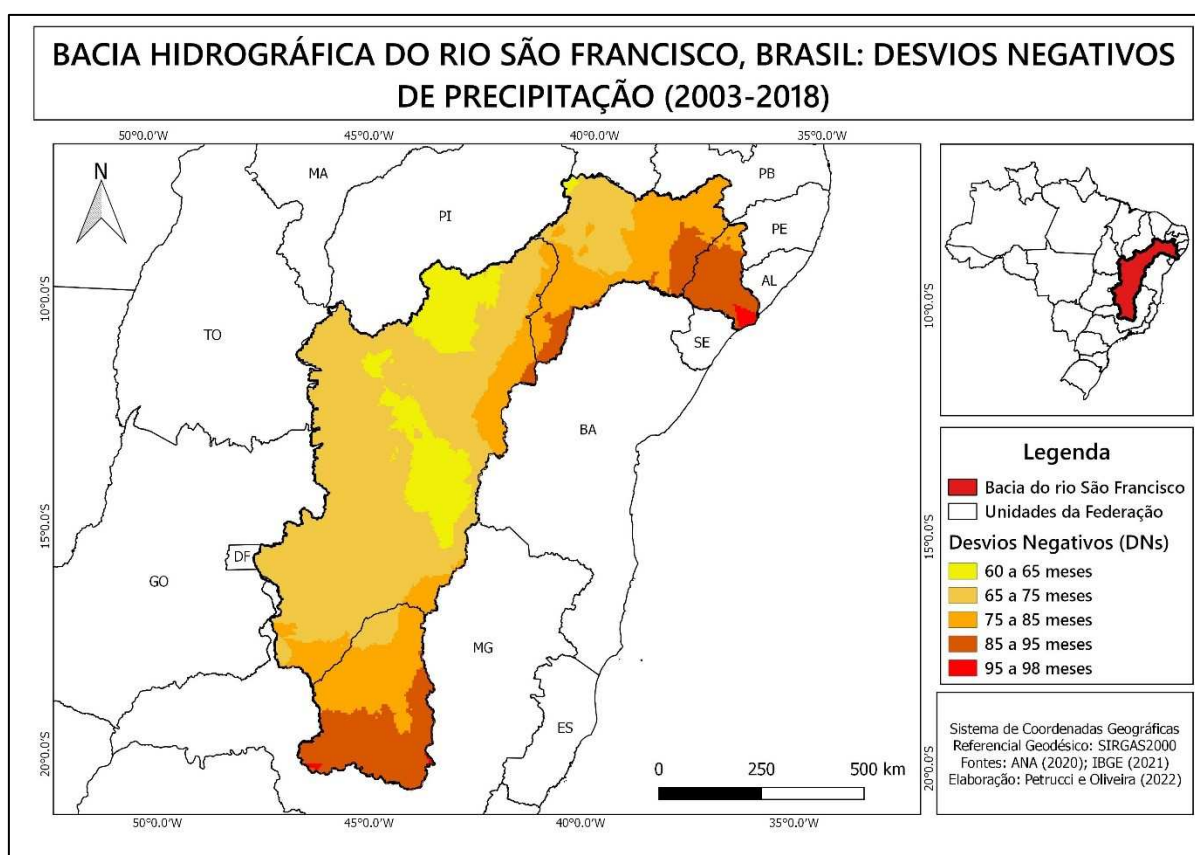 BACIA HIDROGRÁFICA DO RIO SÃO FRANCISCO, BRASIL: DESVIOS NEGATIVOS
DE PRECIPITAÇÃO (2003-2018)
50°0.0'W 45°0.0'W 40°0.0'W 35°0.0'W
N
MA
PI
PB
PE
AL
SE
TO
BA
DF
GO
MG
ES
10°0.0'S
15°0.0'S
20°0.0'S
10°0.0'S
15°0.0'S
20°0.0'S
0 250 500 km
50°0.0'W 45°0.0'W 40°0.0'W 35°0.0'W
Legenda
Bacia do rio São Francisco
Unidades da Federação
Desvios Negativos (DNs)
60 a 65 meses
65 a 75 meses
75 a 85 meses
85 a 95 meses
95 a 98 meses
Sistema de Coordenadas Geográficas
Referencial Geodésico: SIRGAS2000
Fontes: ANA (2020); IBGE (2021)
Elaboração: Petrucci e Oliveira (2022)